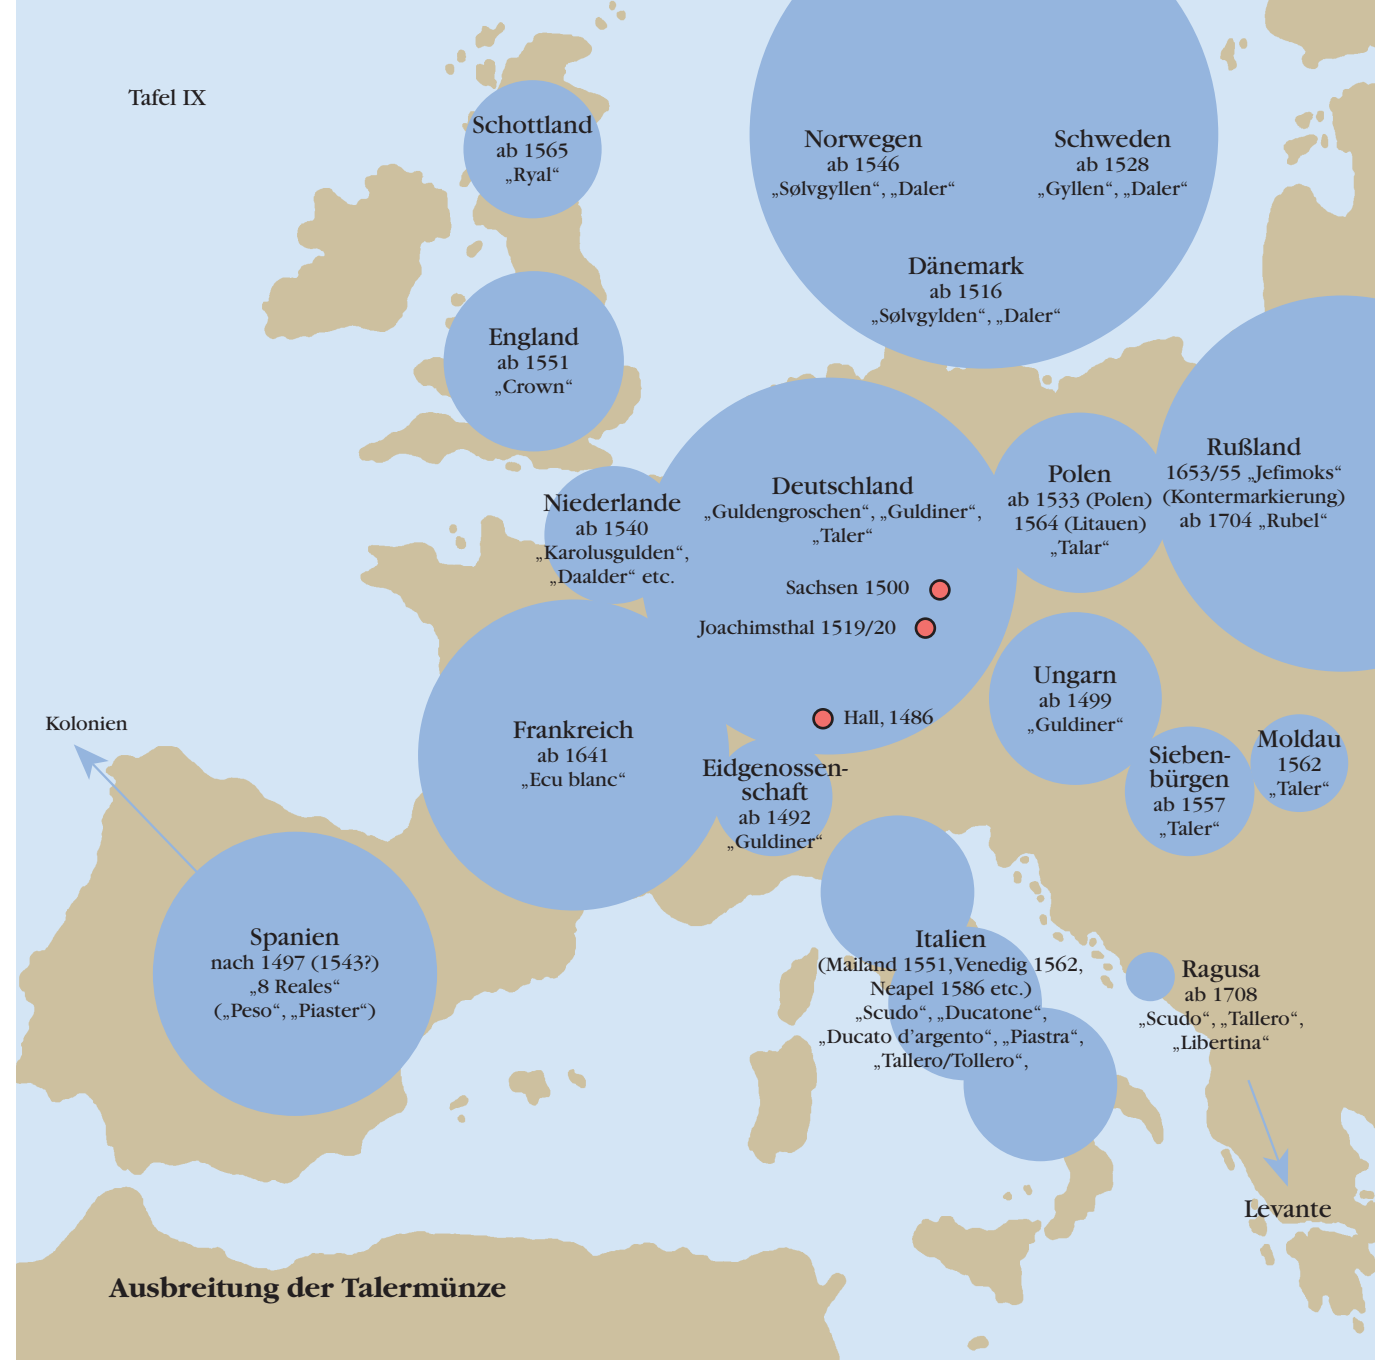 Tafel IX
Schottland
ab 1565
„Ryal“
Norwegen
ab 1546
„Sølvgyllen“, „Daler“
Schweden
ab 1528
„Gyllen“, „Daler“
Dänemark
ab 1516
„Sølvgylden“, „Daler“
England
ab 1551
„Crown“
Niederlande
ab 1540
„Karolusgulden“,
„Daalder“ etc.
Deutschland
„Guldengroschen“, „Guldiner“,
„Taler“
Sachsen 1500
Joachimsthal 1519/20
Hall, 1486
Polen
ab 1533 (Polen)
1564 (Litauen)
„Talar“
Rußland
1653/55 „Jefimoks“
(Kontermarkierung)
ab 1704 „Rubel“
Ungarn
ab 1499
„Guldiner“
Sieben-
bürgen
ab 1557
„Taler“
Moldau
1562
„Taler“
Kolonien
Frankreich
ab 1641
„Ecu blanc“
Eidgenossen-
schaft
ab 1492
„Guldiner“
Spanien
nach 1497 (1543?)
„8 Reales“
(„Peso“, „Piaster“)
Italien
(Mailand 1551, Venedig 1562,
Neapel 1586 etc.)
„Scudo“, „Ducatone“,
„Ducato d’argento“, „Piastra“,
„Tallero/Tollero“,
Ragusa
ab 1708
„Scudo“, „Tallero“,
„Libertina“
Levante
Ausbreitung der Talermünze